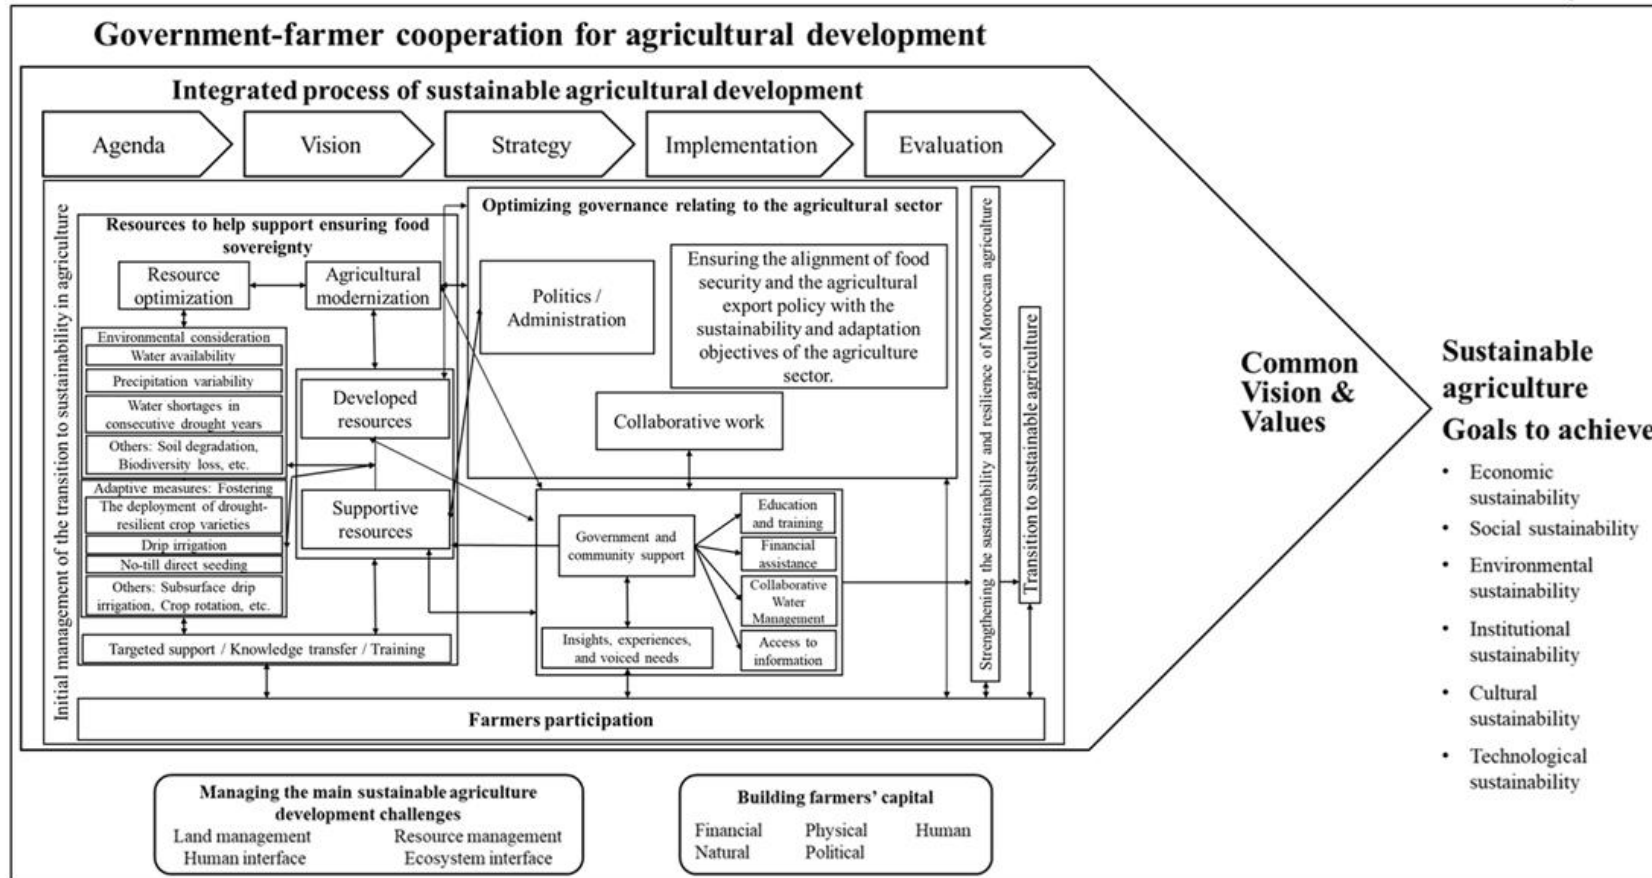 Government-farmer cooperation for agricultural development
Integrated process of sustainable agricultural development
Agenda
Vision
Strategy
Implementation
Evaluation
Initial management of the transition to sustainability in agriculture
Resources to help support ensuring food
sovereignty
Resource
optimization
Agricultural
modernization
Environmental consideration
Water availability
Precipitation variability
Water shortages in
consecutive drought years
Others: Soil degradation,
Biodiversity loss, etc.
Adaptive measures: Fostering
The deployment of drought-
resilient crop varieties
Drip irrigation
No-till direct seeding
Others: Subsurface drip
irrigation, Crop rotation, etc.
Developed
resources
Supportive
resources
Targeted support / Knowledge transfer / Training
Optimizing governance relating to the agricultural sector
Politics /
Administration
Ensuring the alignment of food
security and the agricultural
export policy with the
sustainability and adaptation
objectives of the agriculture
sector.
Collaborative work
Government and
community support
Insights, experiences,
and voiced needs
Education
and training
Financial
assistance
Collaborative
Water
Management
Access to
information
Strengthening the sustainability and resilience of Moroccan agriculture
Transition to sustainable agriculture
Farmers participation
Common
Vision &
Values
Sustainable
agriculture
Goals to achieve
• Economic
sustainability
• Social sustainability
• Environmental
sustainability
• Institutional
sustainability
• Cultural
sustainability
• Technological
sustainability
Managing the main sustainable agriculture
development challenges
Land management Resource management
Human interface Ecosystem interface
Building farmers' capital
Financial Physical Human
Natural Political